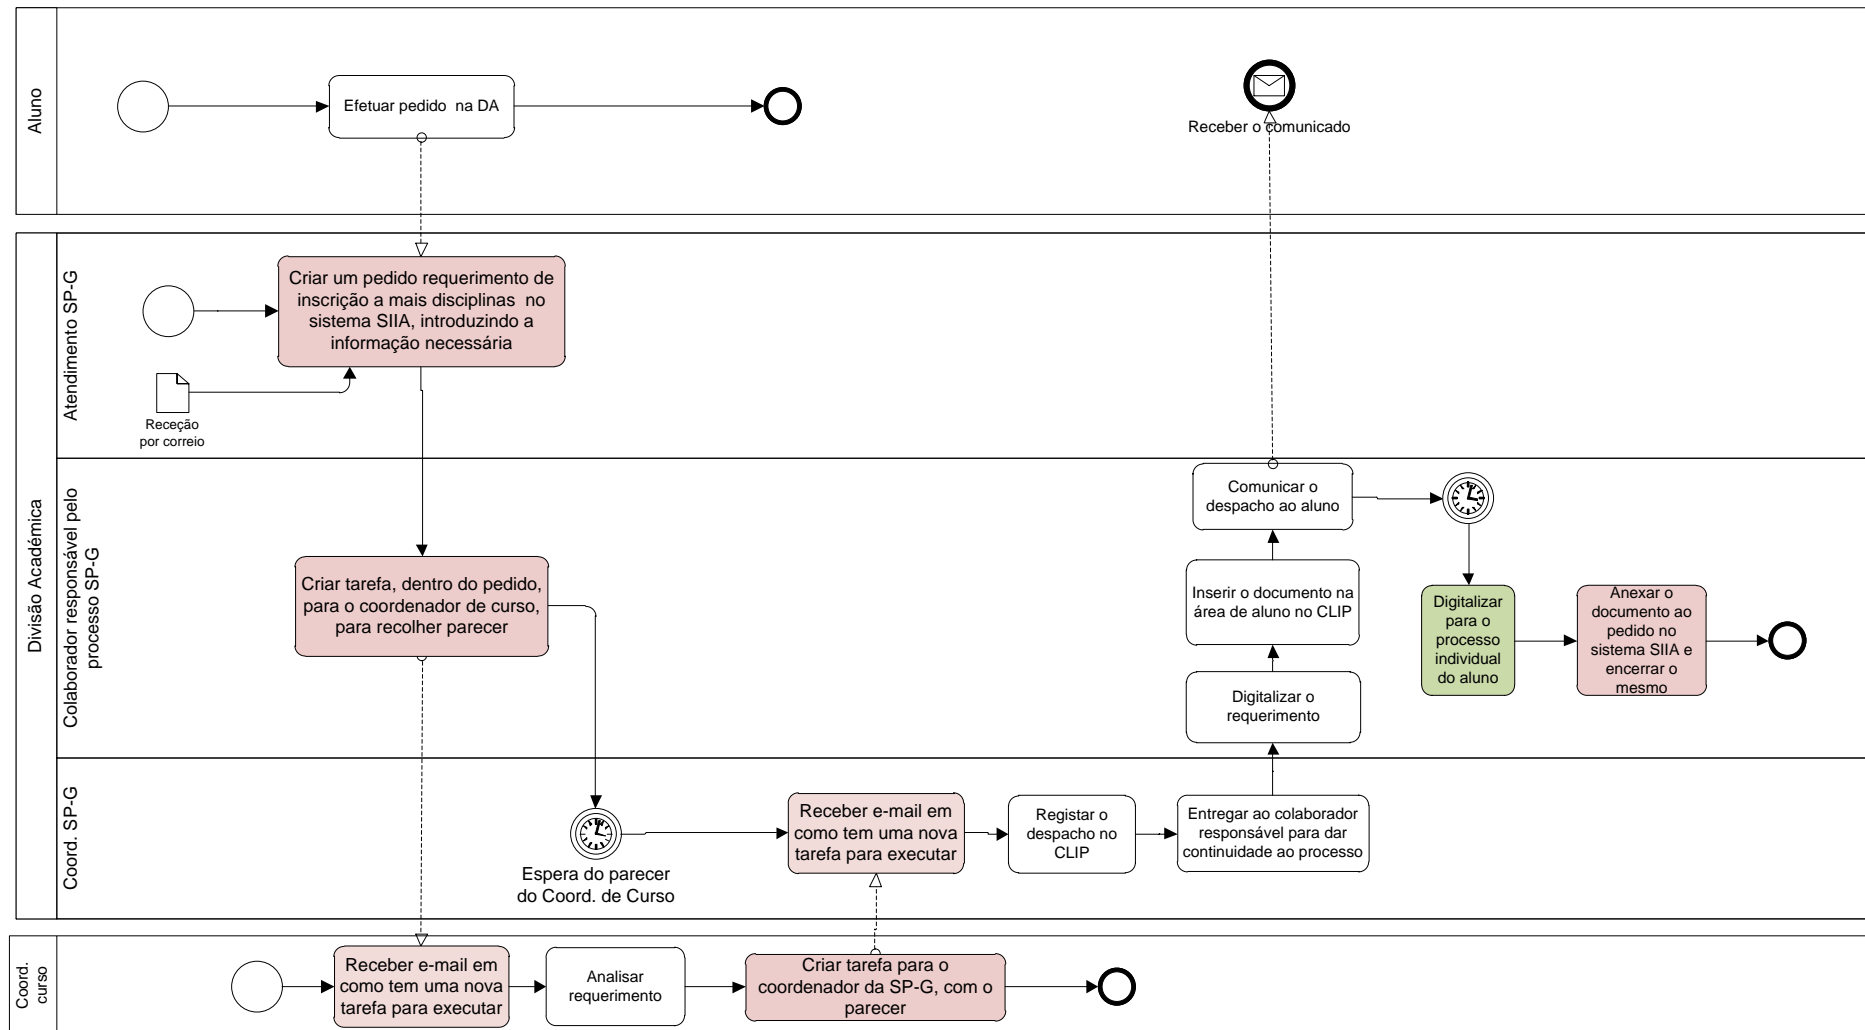 Aluno
Efetuar pedido na DA
Receber o comunicado
Divisão Académica
Atendimento SP-G
Criar um pedido requerimento de
inscrição a mais disciplinas no
sistema SIIA, introduzindo a
informação necessária
Receção
por correio
Colaborador responsável pelo
processo SP-G
Criar tarefa, dentro do pedido,
para o coordenador de curso,
para recolher parecer
Comunicar o
despacho ao aluno
Inserir o documento na
área de aluno no CLIP
Digitalizar o
requerimento
Digitalizar
para o
processo
individual
do aluno
Anexar o
documento ao
pedido no
sistema SIIA e
encerrar o
mesmo
Coord. SP-G
Espera do parecer
do Coord. de Curso
Receber e-mail em
como tem uma nova
tarefa para executar
Registar o
despacho no
CLIP
Entregar ao colaborador
responsável para dar
continuidade ao processo
Coord.
curso
Receber e-mail em
como tem uma nova
tarefa para executar
Analisar
requerimento
Criar tarefa para o
coordenador da SP-G, com o
parecer